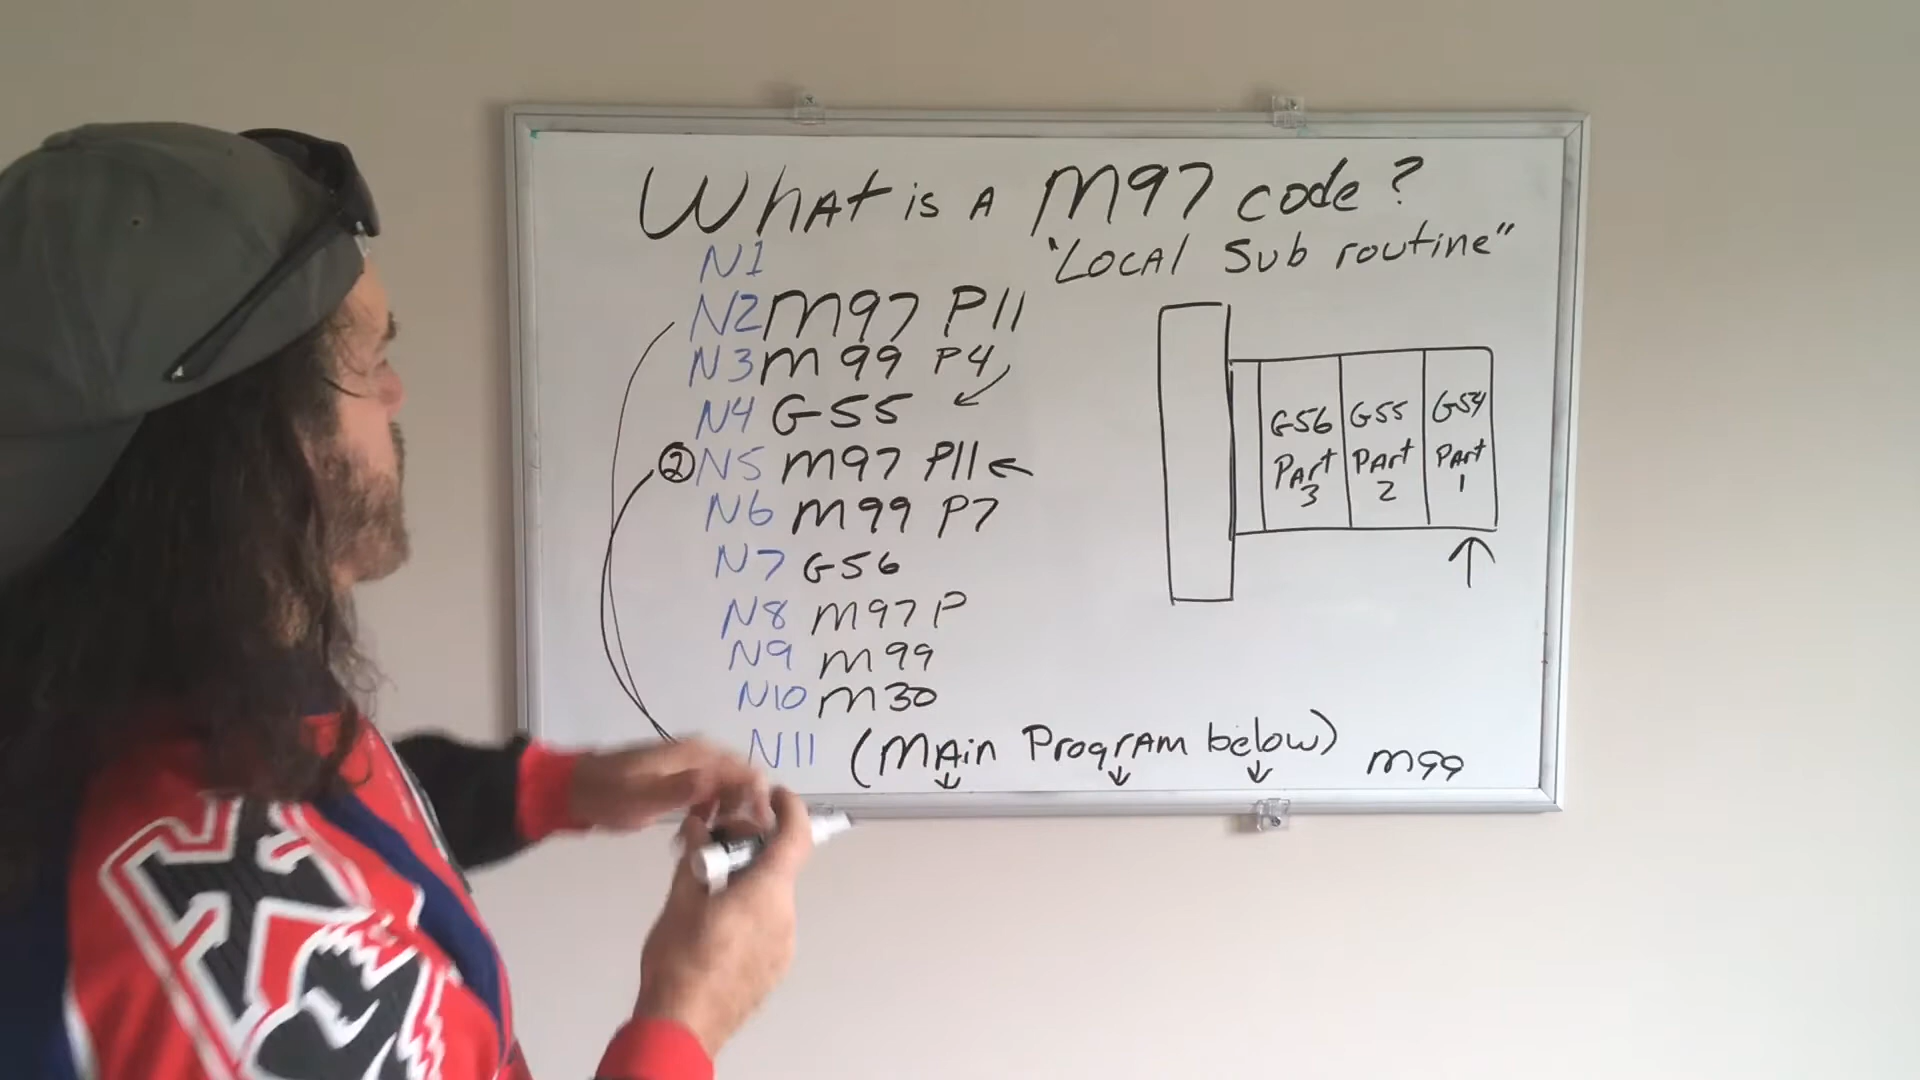 What is a M97 code?
"Local Sub routine"
N1
N2 M97 P11
N3 M99 P4
N4 G55
② N5 M97 P11 ←
N6 M99 P7
N7 G56
N8 M97 P
N9 M99
N10 M30
N11 (Main Program below) M99
G56 Part 3
G55 Part 2
G54 Part 1